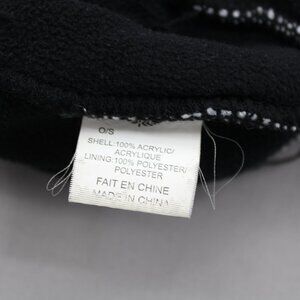 O/S
SHELL:100% ACRYLIC/
ACRYLIQUE
LINING:100% POLYESTER/
POLYESTER
FAIT EN CHINE
MADE IN CHINA